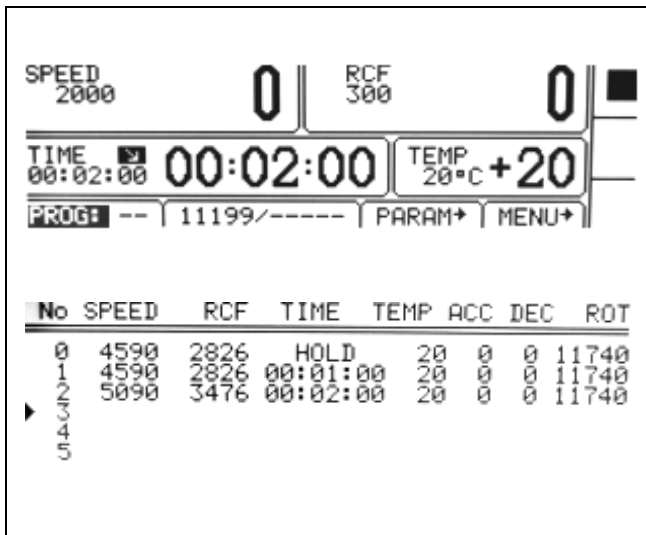 SPEED 2000 0 RCF 300 0
TIME 00:02:00 00:02:00 TEMP 20°C +20
PROG: -- 11199/----- PARAM→ MENU→
No SPEED RCF TIME TEMP ACC DEC ROT
0 4590 2826 HOLD 20 0 0 11740
1 4590 2826 00:01:00 20 0 0 11740
2 5090 3476 00:02:00 20 0 0 11740
3
4
5